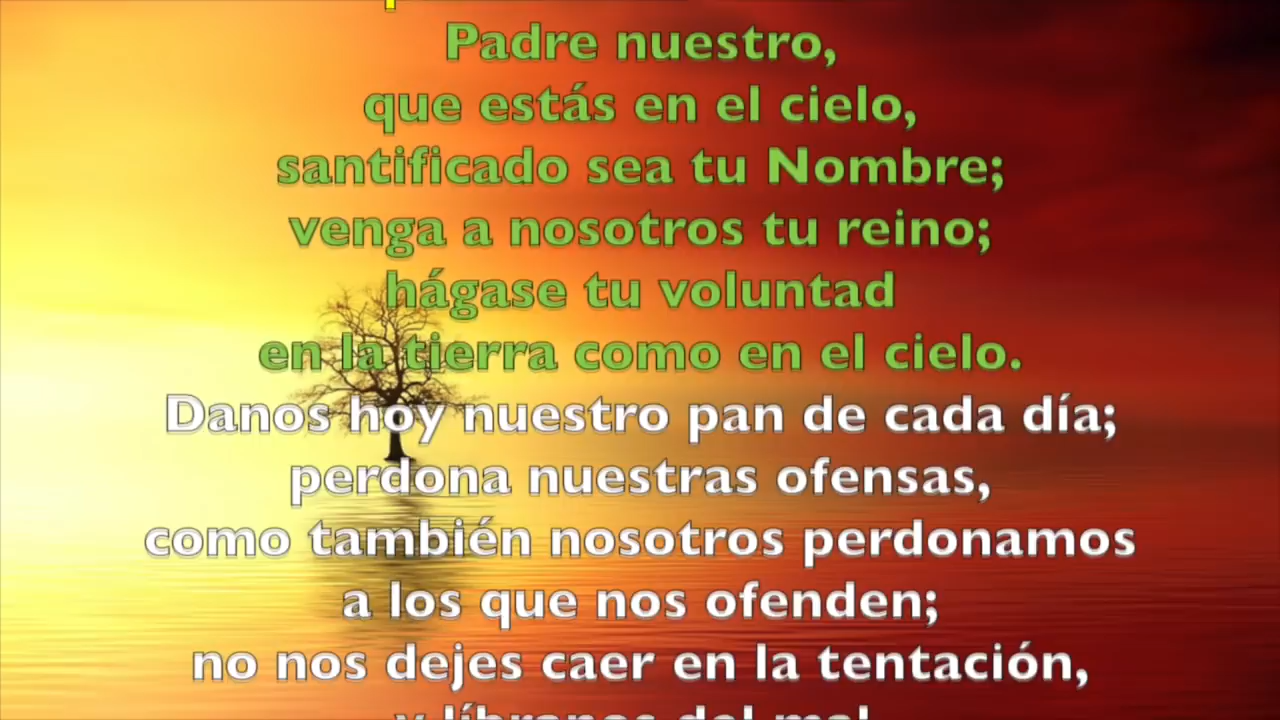 Padre nuestro,
que estás en el cielo,
santificado sea tu Nombre;
venga a nosotros tu reino;
hágase tu voluntad
en la tierra como en el cielo.
Danos hoy nuestro pan de cada día;
perdona nuestras ofensas,
como también nosotros perdonamos
a los que nos ofenden;
no nos dejes caer en la tentación,
y líbranos del mal